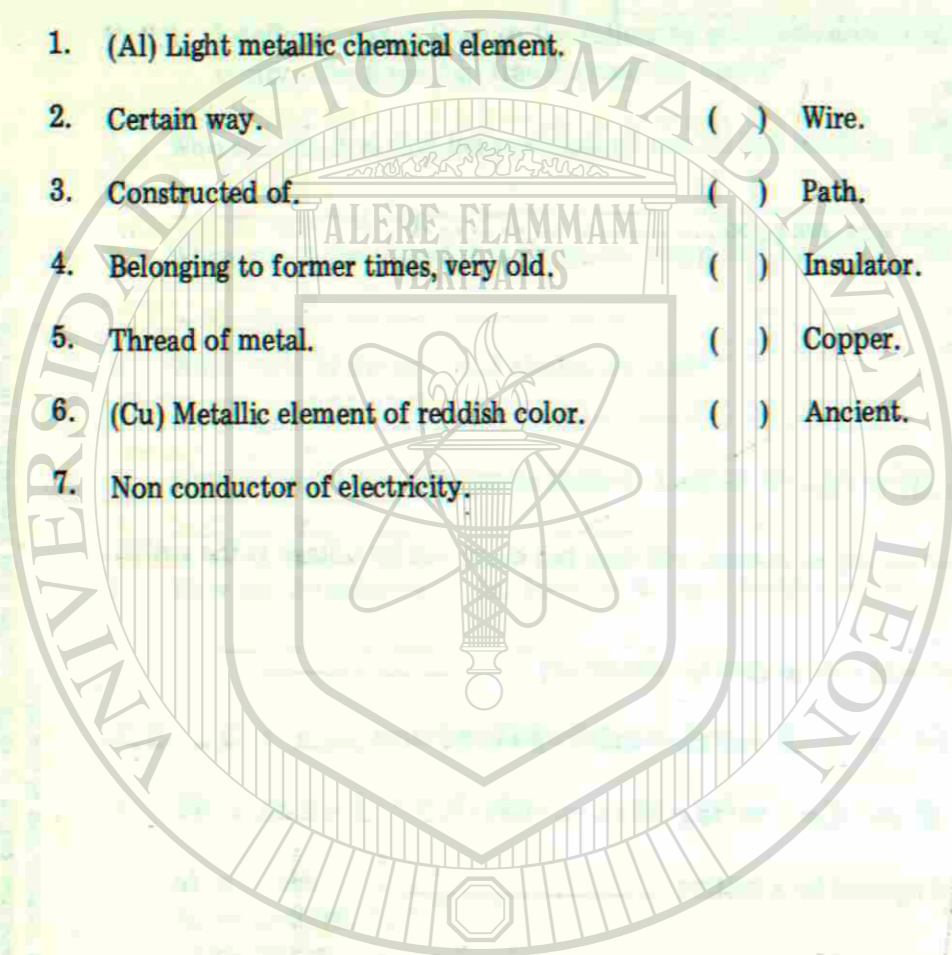 1. (Al) Light metallic chemical element.
2. Certain way. ( ) Wire.
3. Constructed of. ( ) Path.
4. Belonging to former times, very old. ( ) Insulator.
5. Thread of metal. ( ) Copper.
6. (Cu) Metallic element of reddish color. ( ) Ancient.
7. Non conductor of electricity.
UNIVERSIDAD AVTONOMA DE NVEVO LEON
ALERE FLAMMAM
VERITATIS